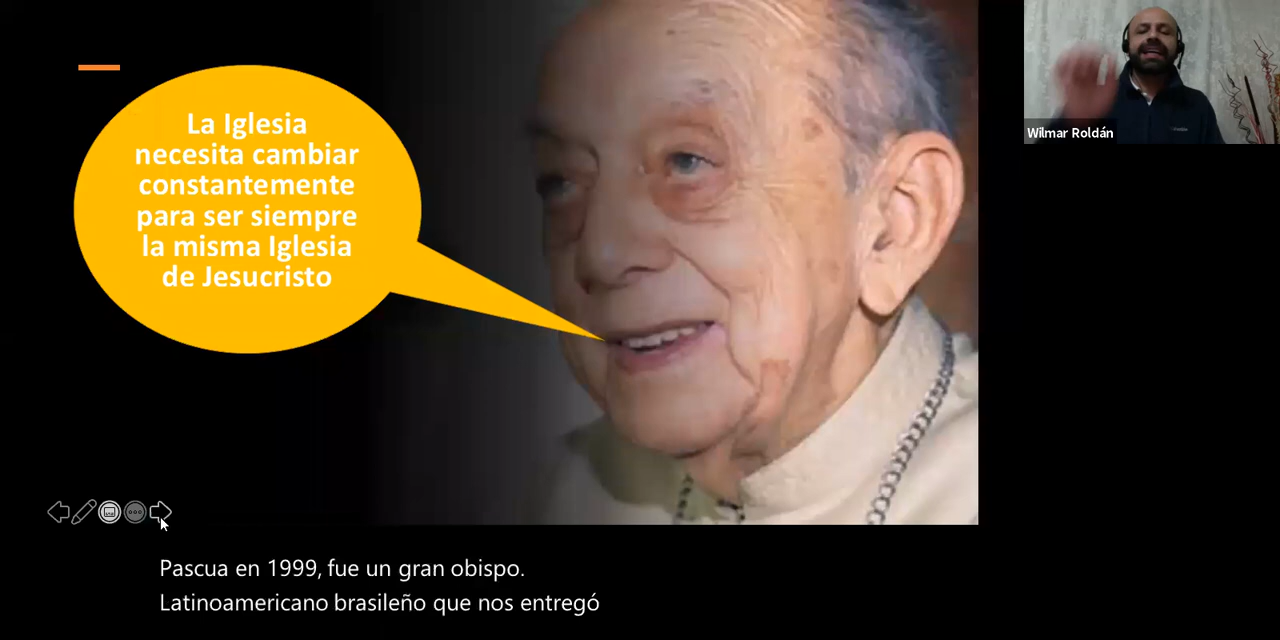 La Iglesia
necesita cambiar
constantemente
para ser siempre
la misma Iglesia
de Jesucristo
Wilmar Roldán
Pascua en 1999, fue un gran obispo.
Latinoamericano brasileño que nos entregó